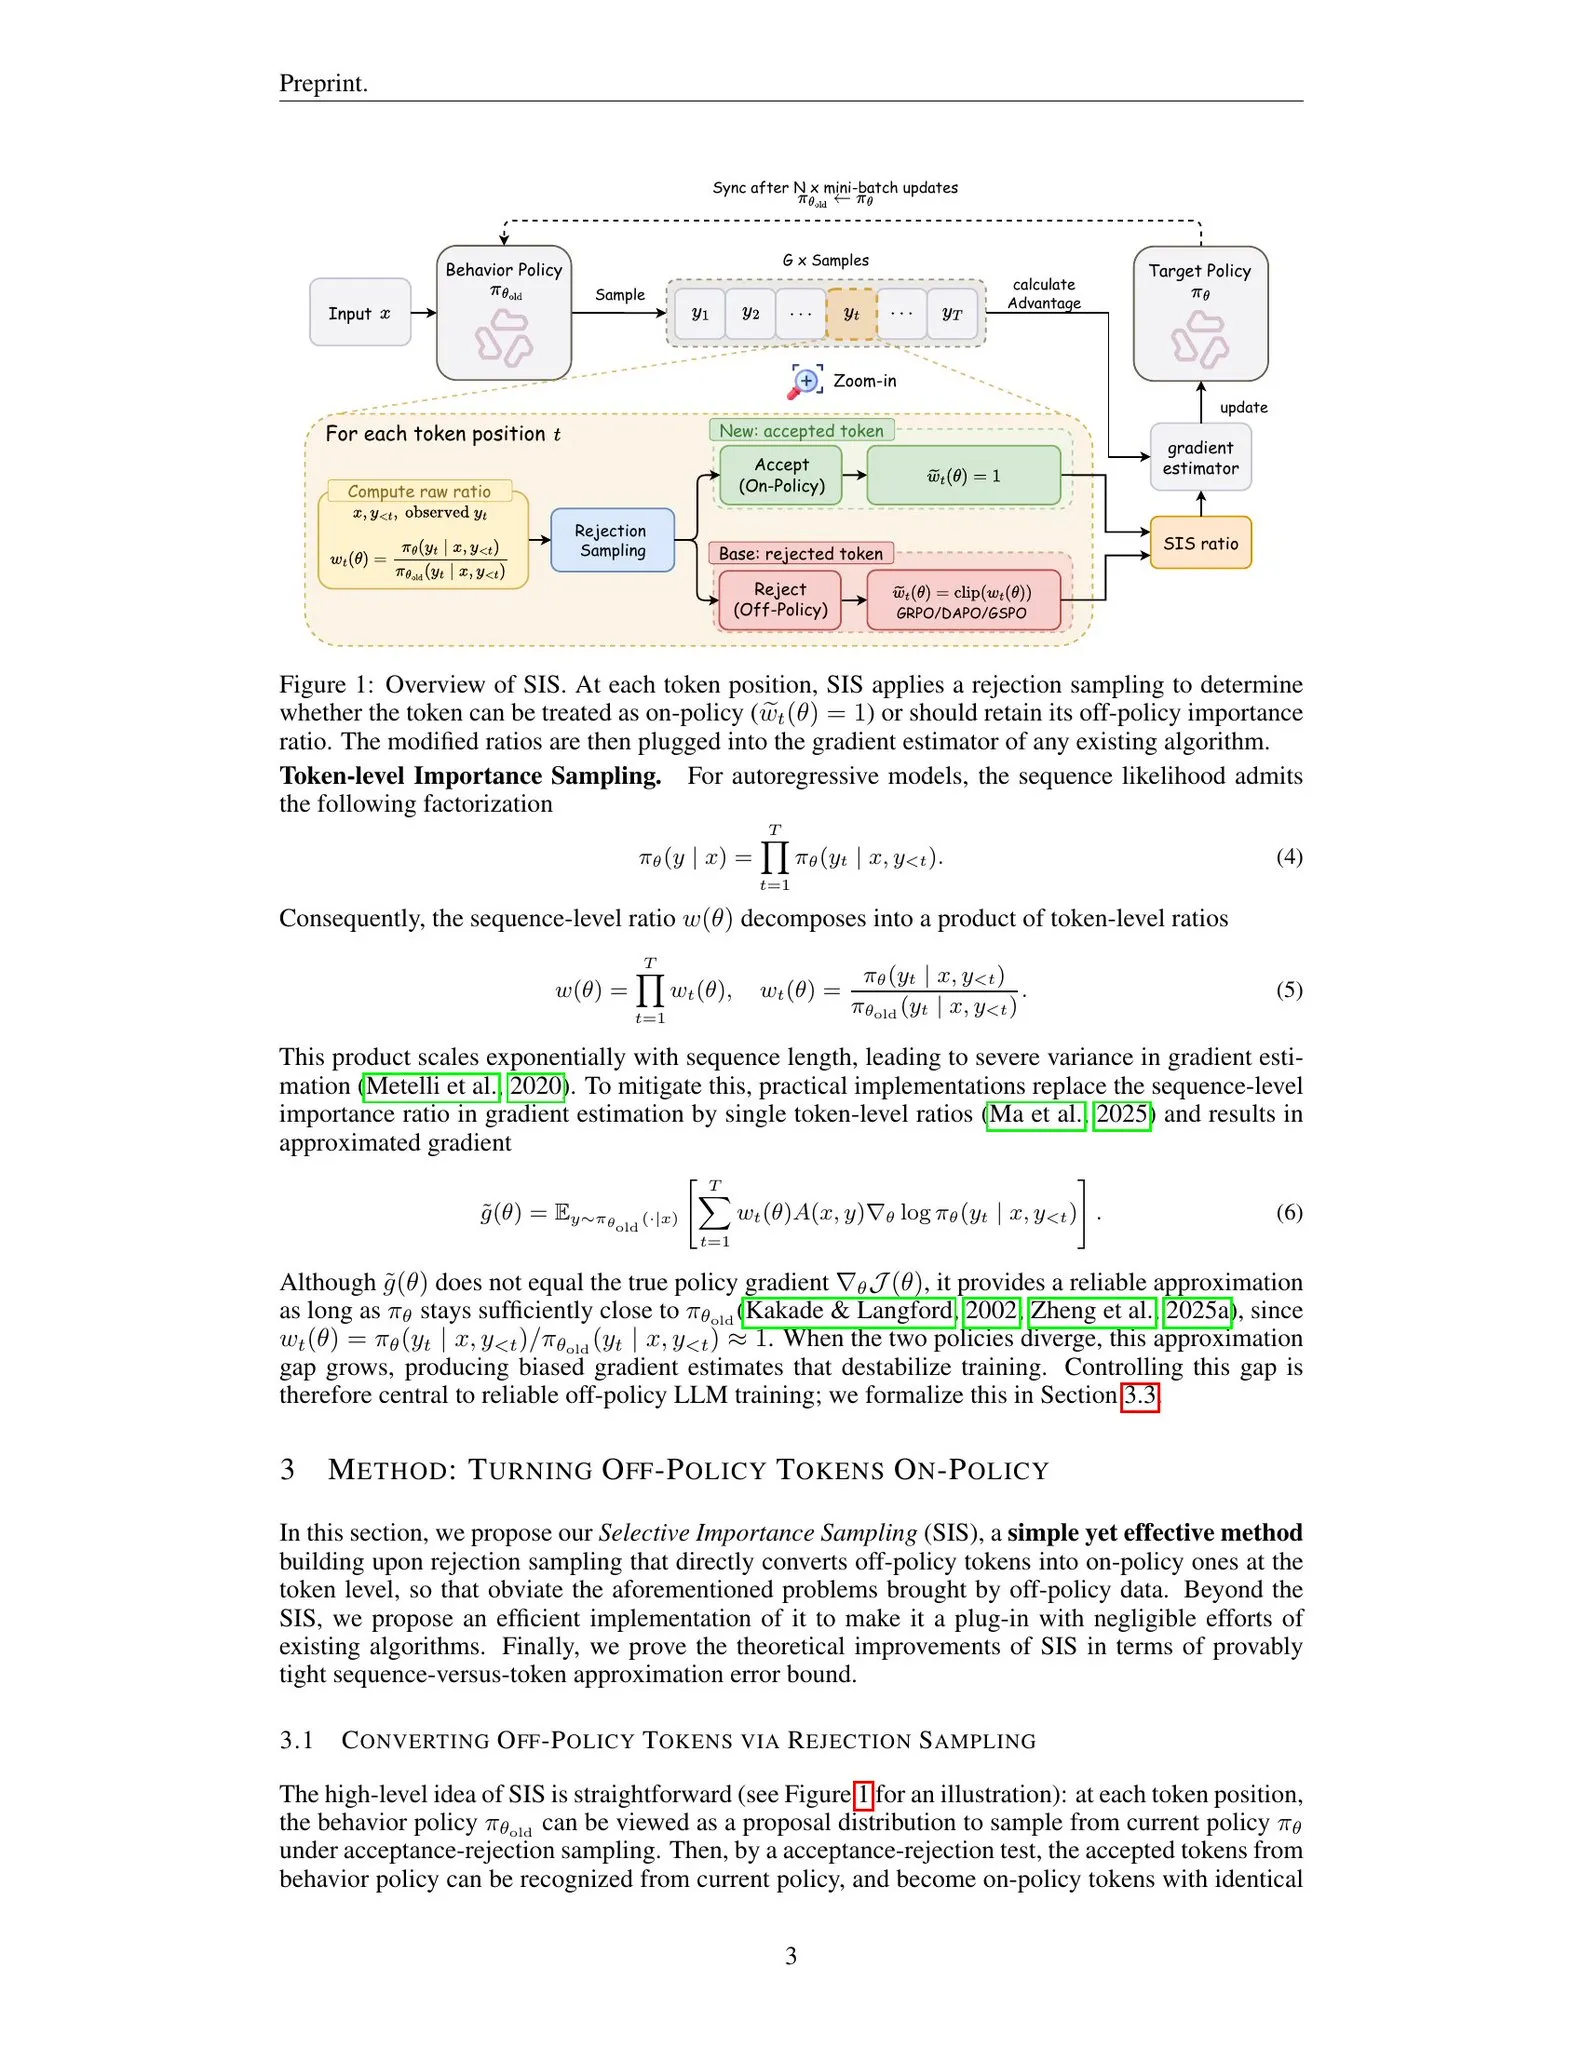 Preprint.
Sync after N x mini-batch updates
π_θ_old ← π_θ
Behavior Policy
π_θ_old
G x Samples
Target Policy
π_θ
Input x
Sample
y_1 y_2 ⋯ y_t ⋯ y_T
calculate
Advantage
Zoom-in
update
For each token position t
New: accepted token
Accept
(On-Policy)
w̃_t(θ) = 1
gradient
estimator
Compute raw ratio
x, y_{<t}, observed y_t
w_t(θ) = π_θ(y_t | x, y_{<t}) / π_θ_old(y_t | x, y_{<t})
Rejection
Sampling
SIS ratio
Base: rejected token
Reject
(Off-Policy)
w̃_t(θ) = clip(w_t(θ))
GRPO/DAPO/GSPO
Figure 1: Overview of SIS. At each token position, SIS applies a rejection sampling to determine
whether the token can be treated as on-policy (w̃_t(θ) = 1) or should retain its off-policy importance
ratio. The modified ratios are then plugged into the gradient estimator of any existing algorithm.
Token-level Importance Sampling. For autoregressive models, the sequence likelihood admits
the following factorization
π_θ(y | x) = ∏_{t=1}^{T} π_θ(y_t | x, y_{<t}). (4)
Consequently, the sequence-level ratio w(θ) decomposes into a product of token-level ratios
w(θ) = ∏_{t=1}^{T} w_t(θ), w_t(θ) = π_θ(y_t | x, y_{<t}) / π_θ_old(y_t | x, y_{<t}). (5)
This product scales exponentially with sequence length, leading to severe variance in gradient esti-
mation (Metelli et al., 2020). To mitigate this, practical implementations replace the sequence-level
importance ratio in gradient estimation by single token-level ratios (Ma et al., 2025) and results in
approximated gradient
g̃(θ) = 𝔼_{y∼π_θ_old(·|x)} [ ∑_{t=1}^{T} w_t(θ)A(x, y)∇_θ log π_θ(y_t | x, y_{<t}) ] . (6)
Although g̃(θ) does not equal the true policy gradient ∇_θ𝒥(θ), it provides a reliable approximation
as long as π_θ stays sufficiently close to π_θ_old (Kakade & Langford, 2002; Zheng et al., 2025a), since
w_t(θ) = π_θ(y_t | x, y_{<t})/π_θ_old(y_t | x, y_{<t}) ≈ 1. When the two policies diverge, this approximation
gap grows, producing biased gradient estimates that destabilize training. Controlling this gap is
therefore central to reliable off-policy LLM training; we formalize this in Section 3.3.
3 METHOD: TURNING OFF-POLICY TOKENS ON-POLICY
In this section, we propose our Selective Importance Sampling (SIS), a simple yet effective method
building upon rejection sampling that directly converts off-policy tokens into on-policy ones at the
token level, so that obviate the aforementioned problems brought by off-policy data. Beyond the
SIS, we propose an efficient implementation of it to make it a plug-in with negligible efforts of
existing algorithms. Finally, we prove the theoretical improvements of SIS in terms of provably
tight sequence-versus-token approximation error bound.
3.1 CONVERTING OFF-POLICY TOKENS VIA REJECTION SAMPLING
The high-level idea of SIS is straightforward (see Figure 1 for an illustration): at each token position,
the behavior policy π_θ_old can be viewed as a proposal distribution to sample from current policy π_θ
under acceptance-rejection sampling. Then, by a acceptance-rejection test, the accepted tokens from
behavior policy can be recognized from current policy, and become on-policy tokens with identical
3